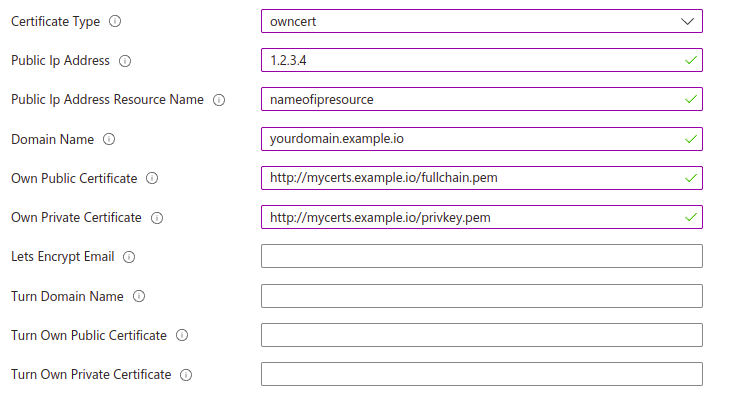 Certificate Type owncert
Public Ip Address 1.2.3.4
Public Ip Address Resource Name nameofipresource
Domain Name yourdomain.example.io
Own Public Certificate http://mycerts.example.io/fullchain.pem
Own Private Certificate http://mycerts.example.io/privkey.pem
Lets Encrypt Email
Turn Domain Name
Turn Own Public Certificate
Turn Own Private Certificate